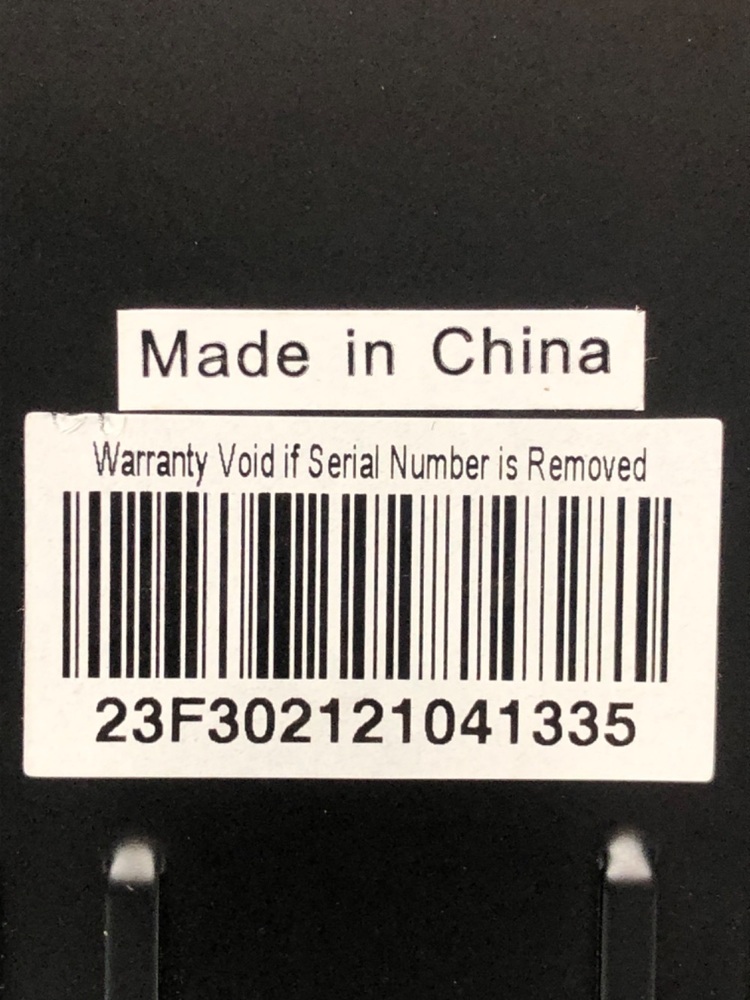 Made in China
Warranty Void if Serial Number is Removed
23F302121041335